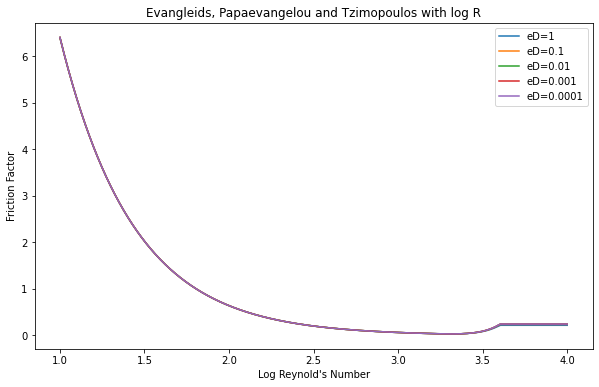 Evangleids, Papaevangelou and Tzimopoulos with log R
eD=1
eD=0.1
eD=0.01
eD=0.001
eD=0.0001
Friction Factor
6
5
4
3
2
1
0
1.0 1.5 2.0 2.5 3.0 3.5 4.0
Log Reynold's Number